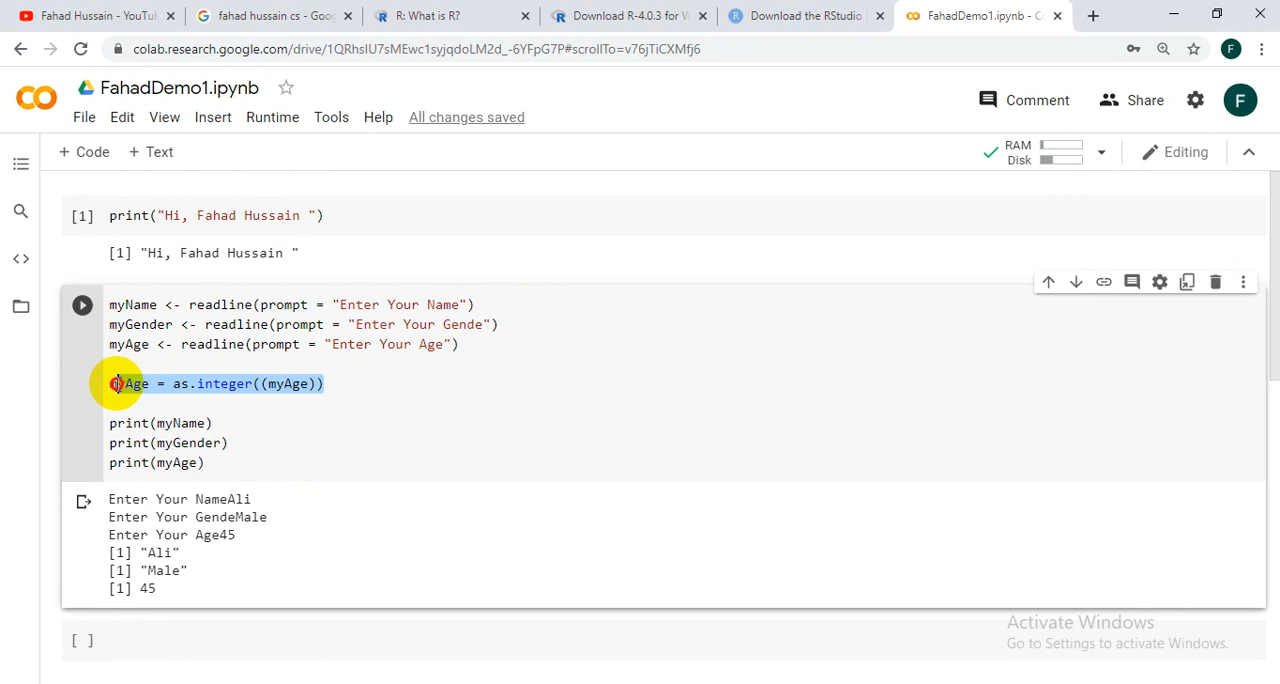 Fahad Hussain - YouTu
fahad hussain cs - Goo
R: What is R?
Download R-4.0.3 for W
Download the RStudio
FahadDemo1.ipynb - Co
colab.research.google.com/drive/1QRhsIU7sMEwc1syjqdoLM2d_-6YFpG7P#scrollTo=v76jTiCXMfj6
F
FahadDemo1.ipynb
Comment
Share
F
File Edit View Insert Runtime Tools Help All changes saved
+ Code + Text
RAM
Disk
Editing
[1] print("Hi, Fahad Hussain ")
[1] "Hi, Fahad Hussain "
myName <- readline(prompt = "Enter Your Name")
myGender <- readline(prompt = "Enter Your Gende")
myAge <- readline(prompt = "Enter Your Age")
myAge = as.integer((myAge))
print(myName)
print(myGender)
print(myAge)
Enter Your NameAli
Enter Your GendeMale
Enter Your Age45
[1] "Ali"
[1] "Male"
[1] 45
[ ]
Activate Windows
Go to Settings to activate Windows.